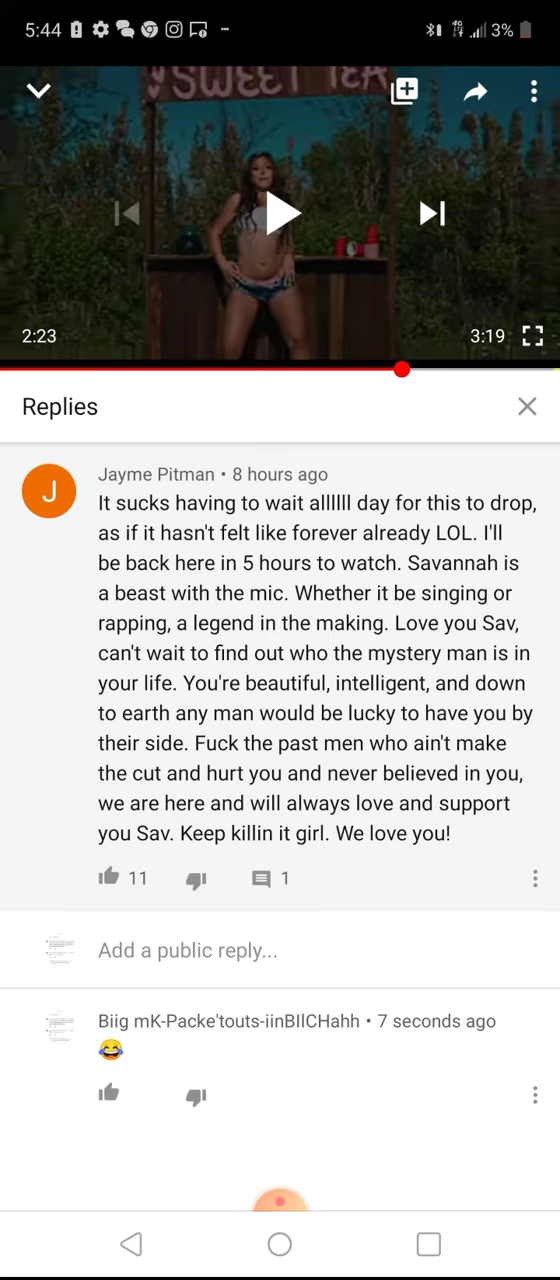 5:44
4G
3%
SWEET TEA
2:23
3:19
Replies
J
Jayme Pitman • 8 hours ago
It sucks having to wait allllll day for this to drop,
as if it hasn't felt like forever already LOL. I'll
be back here in 5 hours to watch. Savannah is
a beast with the mic. Whether it be singing or
rapping, a legend in the making. Love you Sav,
can't wait to find out who the mystery man is in
your life. You're beautiful, intelligent, and down
to earth any man would be lucky to have you by
their side. Fuck the past men who ain't make
the cut and hurt you and never believed in you,
we are here and will always love and support
you Sav. Keep killin it girl. We love you!
11
1
Add a public reply...
Biig mK-Packe'touts-iinBIlCHahh • 7 seconds ago
😂